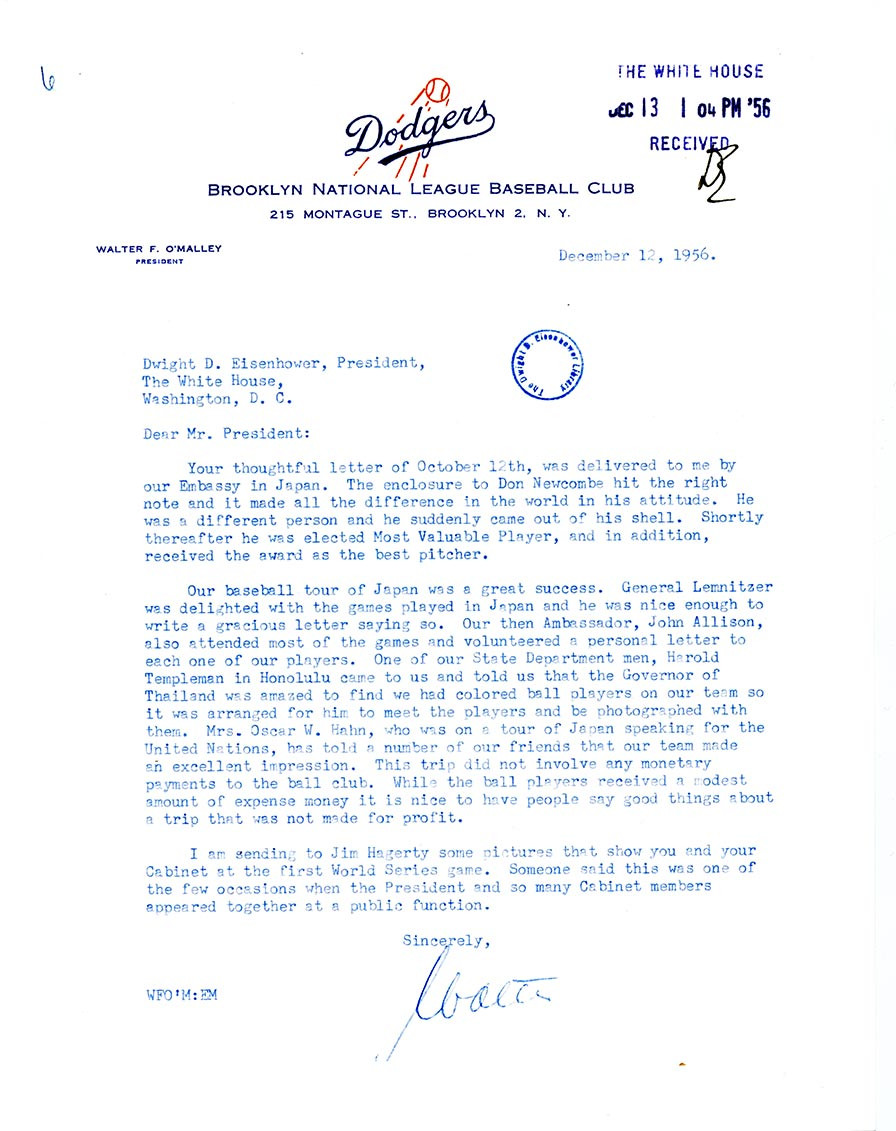 6
THE WHITE HOUSE
DEC 13 1 04 PM '56
RECEIVED
Dodgers
BROOKLYN NATIONAL LEAGUE BASEBALL CLUB
215 MONTAGUE ST., BROOKLYN 2, N. Y.
WALTER F. O'MALLEY
PRESIDENT
December 12, 1956.
The Dwight D. Eisenhower Library
Dwight D. Eisenhower, President,
The White House,
Washington, D. C.
Dear Mr. President:
Your thoughtful letter of October 12th, was delivered to me by
our Embassy in Japan. The enclosure to Don Newcombe hit the right
note and it made all the difference in the world in his attitude. He
was a different person and he suddenly came out of his shell. Shortly
thereafter he was elected Most Valuable Player, and in addition,
received the award as the best pitcher.
Our baseball tour of Japan was a great success. General Lemnitzer
was delighted with the games played in Japan and he was nice enough to
write a gracious letter saying so. Our then Ambassador, John Allison,
also attended most of the games and volunteered a personal letter to
each one of our players. One of our State Department men, Harold
Templeman in Honolulu came to us and told us that the Governor of
Thailand was amazed to find we had colored ball players on our team so
it was arranged for him to meet the players and be photographed with
them. Mrs. Oscar W. Hahn, who was on a tour of Japan speaking for the
United Nations, has told a number of our friends that our team made
an excellent impression. This trip did not involve any monetary
payments to the ball club. While the ball players received a modest
amount of expense money it is nice to have people say good things about
a trip that was not made for profit.
I am sending to Jim Hagerty some pictures that show you and your
Cabinet at the first World Series game. Someone said this was one of
the few occasions when the President and so many Cabinet members
appeared together at a public function.
Sincerely,
Walter
WFO'M:EM